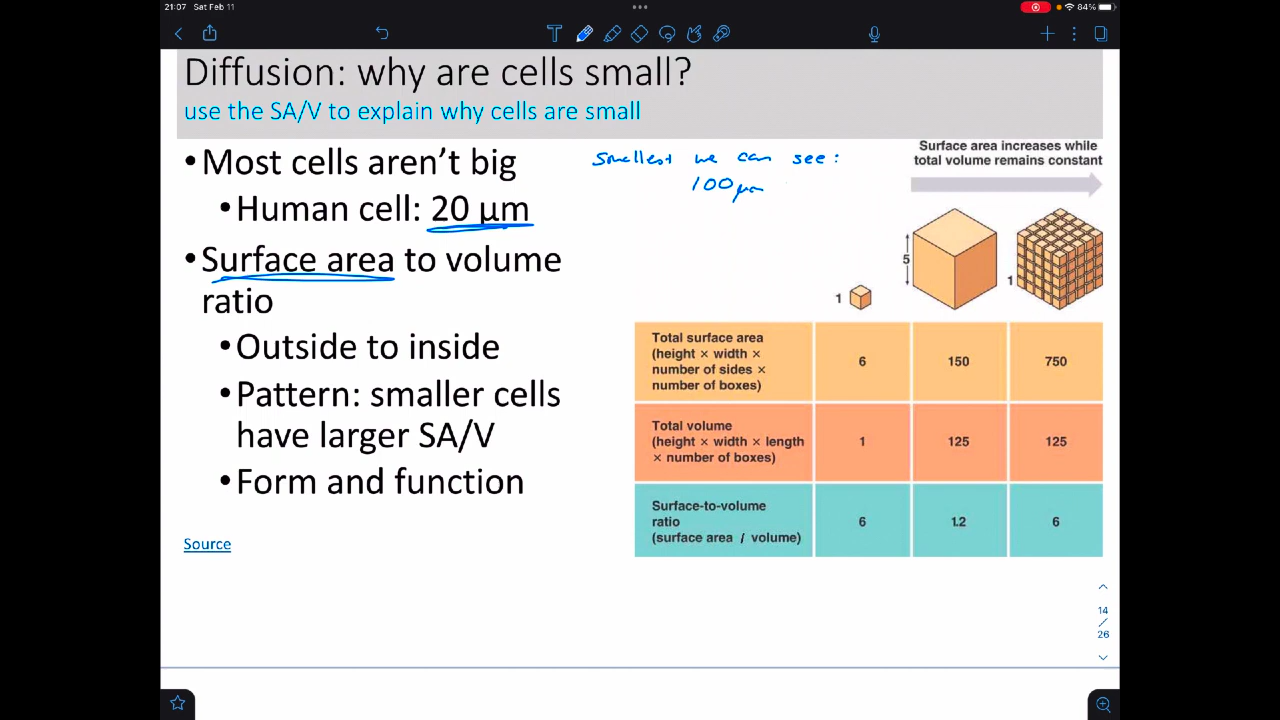 21:07 Sat Feb 11
84%
Diffusion: why are cells small?
use the SA/V to explain why cells are small
•Most cells aren't big
•Human cell: 20 µm
•Surface area to volume
ratio
•Outside to inside
•Pattern: smaller cells
have larger SA/V
•Form and function
Source
Smallest we can see:
100 µm
Surface area increases while
total volume remains constant
5
1
1
Total surface area
(height × width ×
number of sides ×
number of boxes)
6
150
750
Total volume
(height × width × length
× number of boxes)
1
125
125
Surface-to-volume
ratio
(surface area / volume)
6
1.2
6
14
/
26